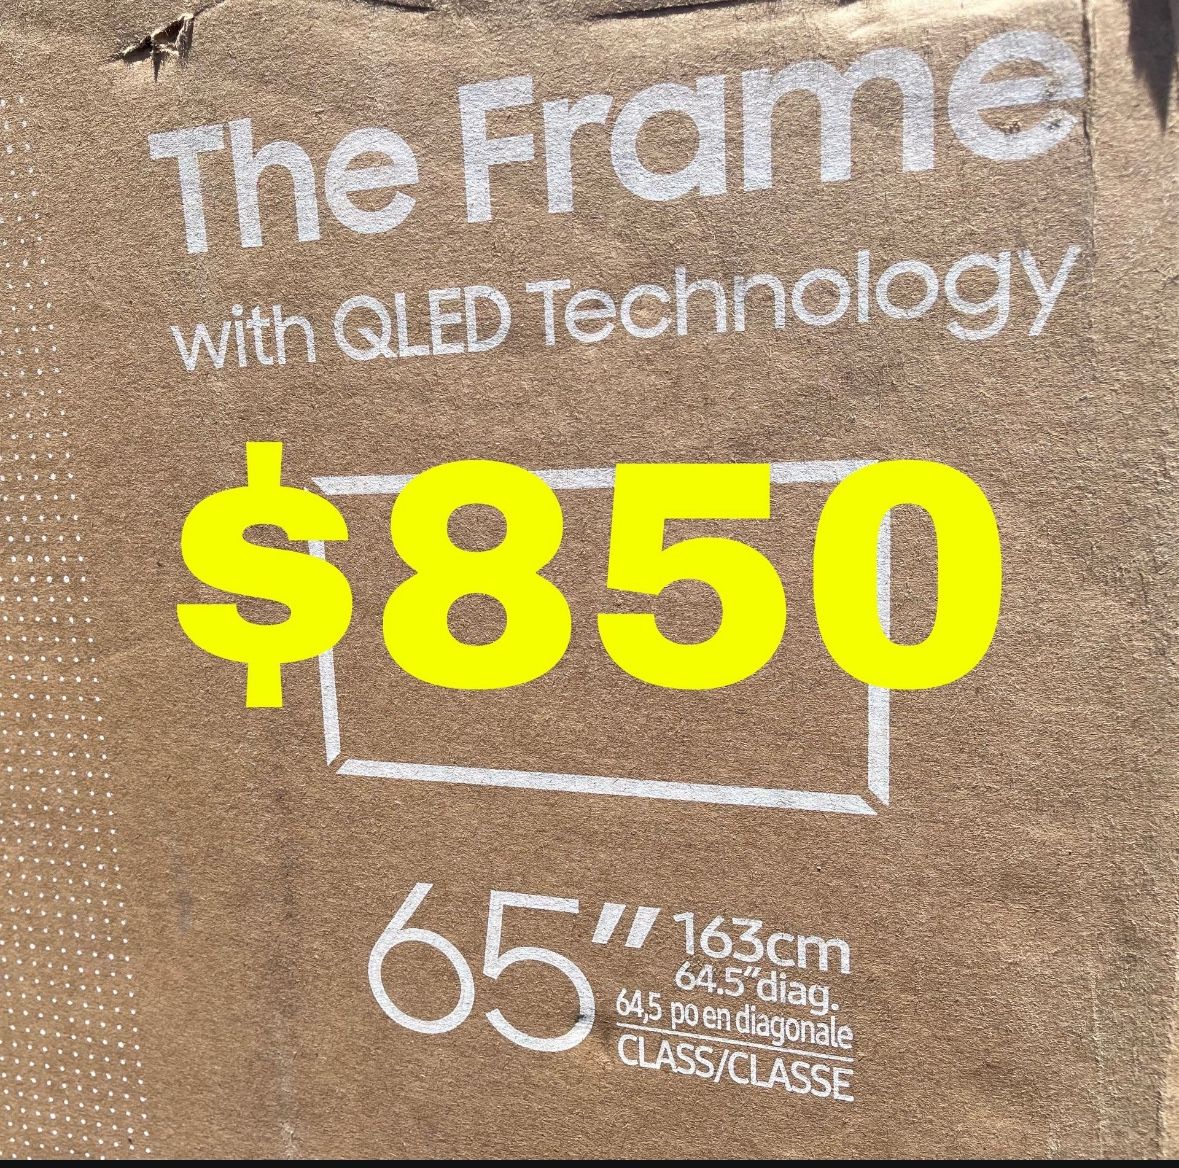 The Frame
with QLED Technology
$850
65" 163cm
64.5"diag.
64,5 po en diagonale
CLASS/CLASSE